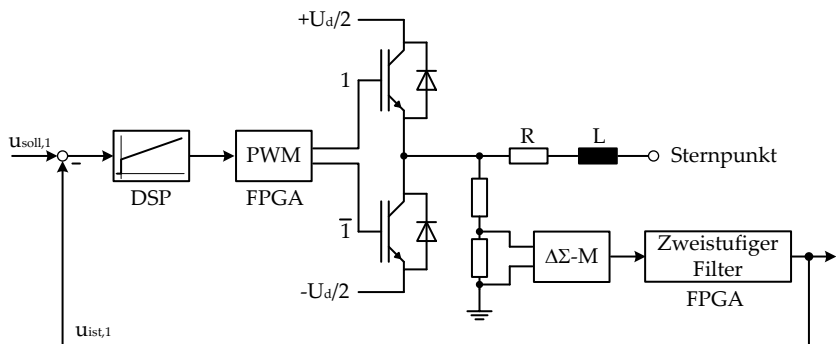 +Ud/2
1
usoll,1
-
DSP
PWM
FPGA
R
L
Sternpunkt
1̅
ΔΣ-M
Zweistufiger
Filter
FPGA
-Ud/2
uist,1